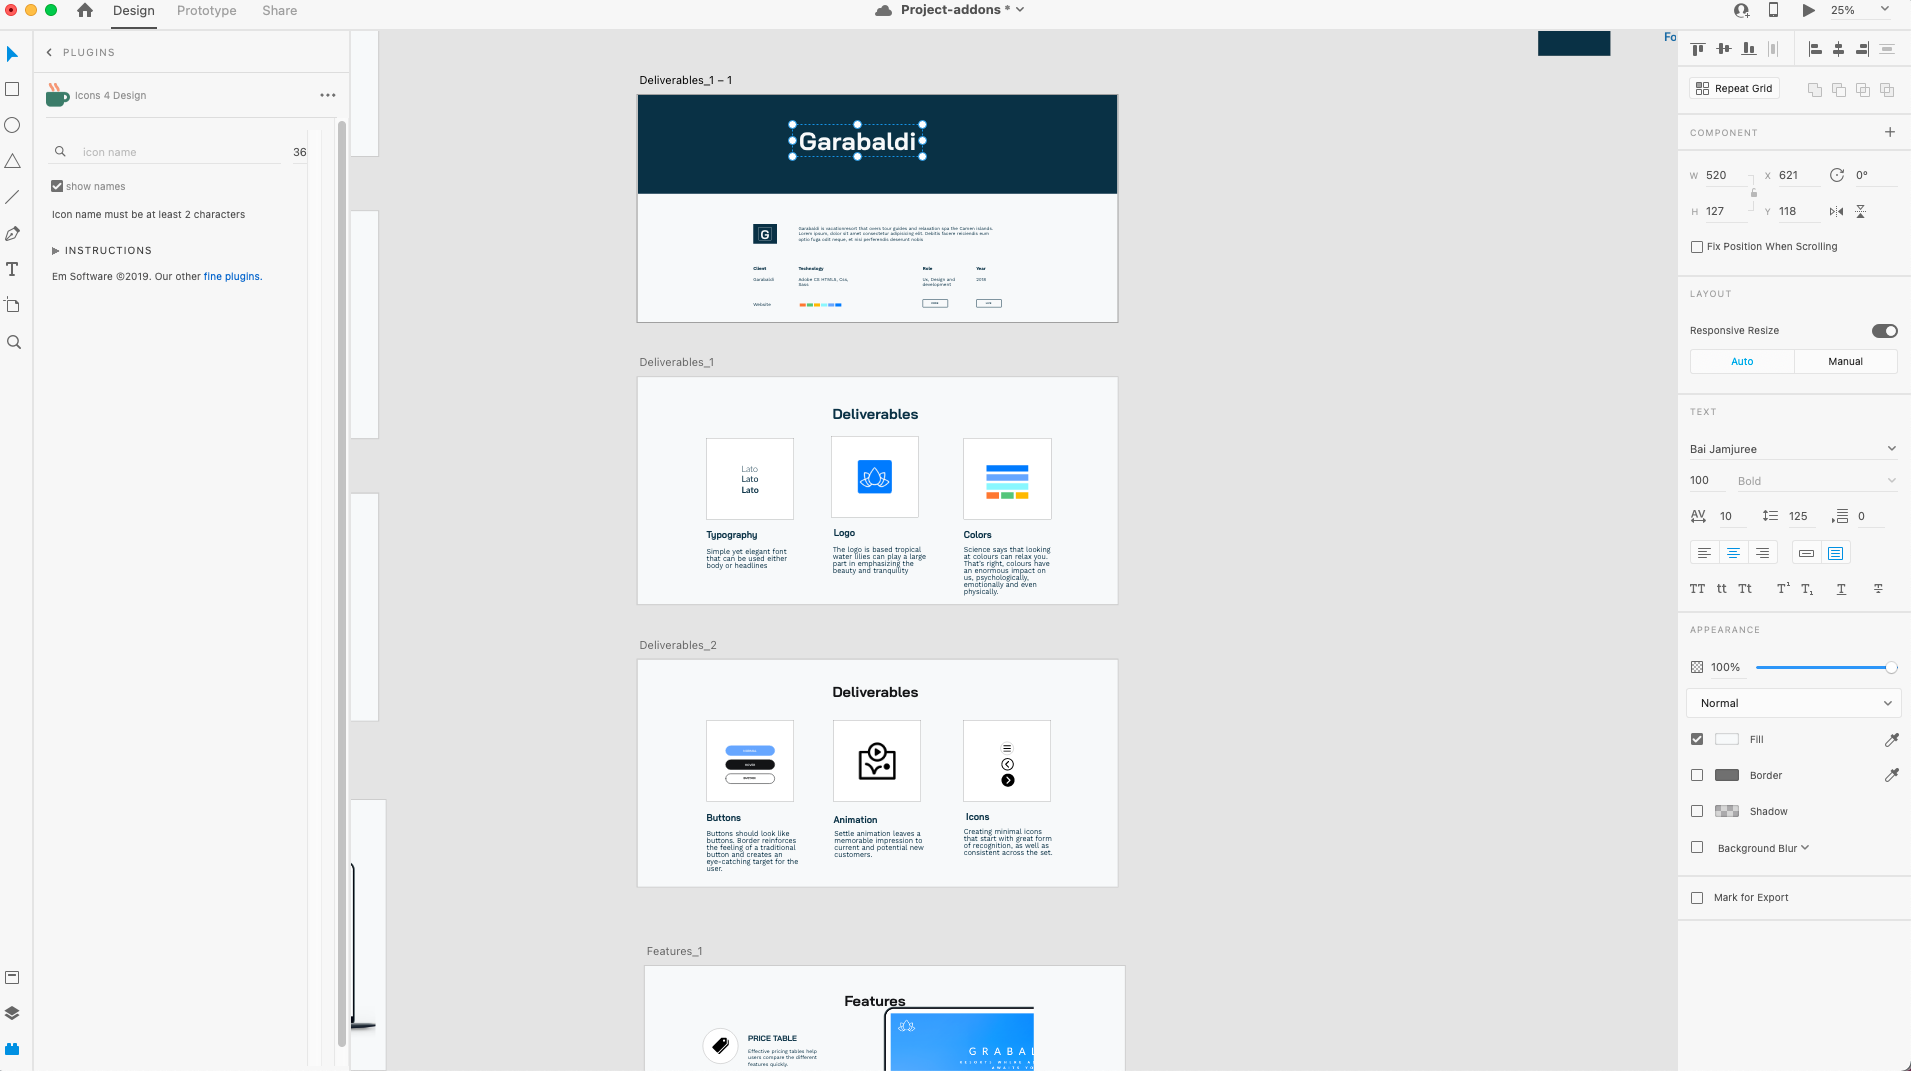 Design
Prototype
Share
Project-addons *
25%
PLUGINS
Icons 4 Design
icon name
36
show names
Icon name must be at least 2 characters
INSTRUCTIONS
Em Software ©2019. Our other fine plugins.
Fo
Deliverables_1 – 1
Garabaldi
G
Garabaldi is vacationresort that overs tour guides and relaxation spa the Canren Islands.
Lorem ipsum, dolor sit amet consectetur adipisicing elit. Debitis facere reiciendis eum
optio fuga odit neque, et nisi perferendis deserunt nobis
Client
Technology
Role
Year
Garabaldi
Adobe CS HTML5, Css,
Sass
Ux, Design and
development
2018
Website
Deliverables_1
Deliverables
Lato
Lato
Lato
Typography
Simple yet elegant font
that can be used either
body or headlines
Logo
The logo is based tropical
water lilies can play a large
part in emphasizing the
beauty and tranquility
Colors
Science says that looking
at colours can relax you.
That's right, colours have
an enormous impact on
us, psychologically,
emotionally and even
physically.
Deliverables_2
Deliverables
Buttons
Buttons should look like
buttons. Border reinforces
the feeling of a traditional
button and creates an
eye-catching target for the
user.
Animation
Settle animation leaves a
memorable impression to
current and potential new
customers.
Icons
Creating minimal icons
that start with great form
of recognition, as well as
consistent across the set.
Features_1
Features
PRICE TABLE
Effective pricing tables help
users compare the different
features quickly.
GRABAL
Repeat Grid
COMPONENT
W 520 X 621 0°
H 127 Y 118
Fix Position When Scrolling
LAYOUT
Responsive Resize
Auto
Manual
TEXT
Bai Jamjuree
100
Bold
AV 10 125 0
TT tt Tt T¹ T₁ T T
APPEARANCE
100%
Normal
Fill
Border
Shadow
Background Blur
Mark for Export